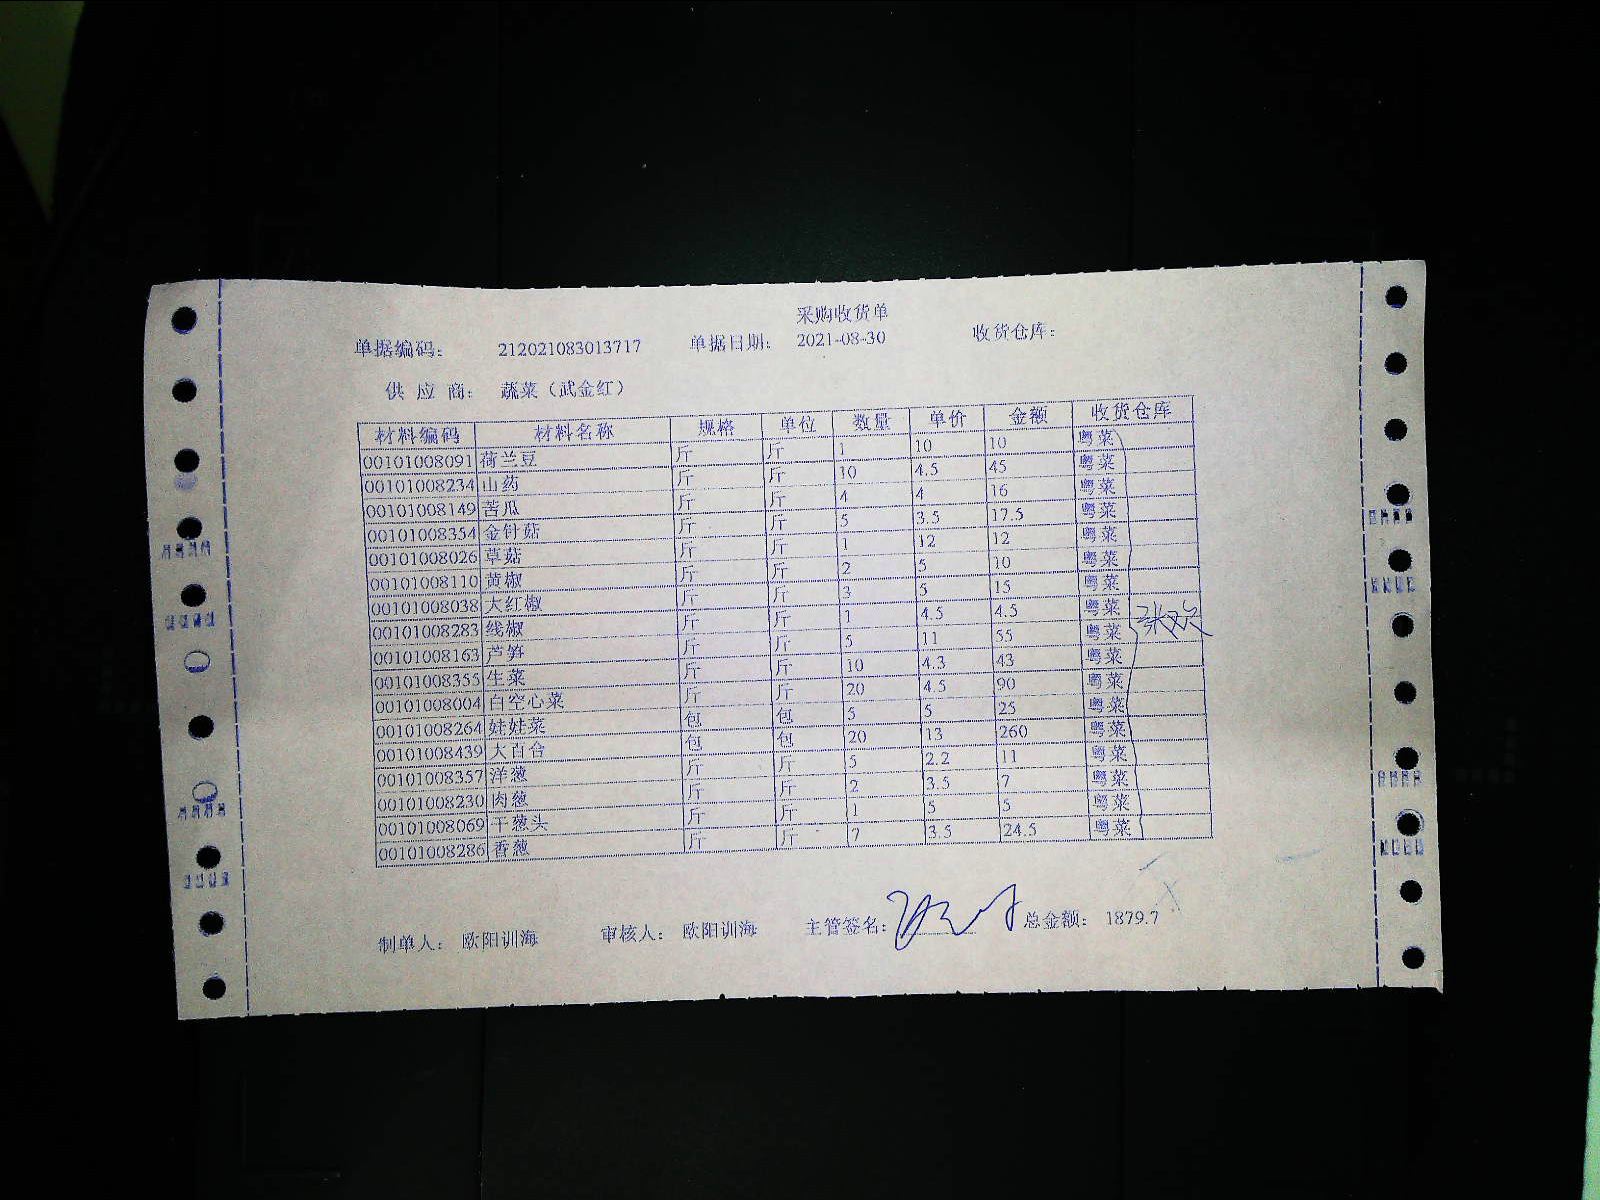 采购收货单
单据编码： 212021083013717 单据日期： 2021-08-30 收货仓库：
供 应 商： 蔬菜（武金红）
材料编码 材料名称 规格 单位 数量 单价 金额 收货仓库
00101008091 荷兰豆 斤 斤 1 10 10 粤菜
00101008234 山药 斤 斤 10 4.5 45 粤菜
00101008149 苦瓜 斤 斤 4 4 16 粤菜
00101008354 金针菇 斤 斤 5 3.5 17.5 粤菜
00101008026 草菇 斤 斤 1 12 12 粤菜
00101008110 黄椒 斤 斤 2 5 10 粤菜
00101008038 大红椒 斤 斤 3 5 15 粤菜
00101008283 线椒 斤 斤 1 4.5 4.5 粤菜
00101008163 芦笋 斤 斤 5 11 55 粤菜
00101008355 生菜 斤 斤 10 4.3 43 粤菜
00101008004 白空心菜 斤 斤 20 4.5 90 粤菜
00101008264 娃娃菜 包 包 5 5 25 粤菜
00101008439 大百合 包 包 20 13 260 粤菜
00101008357 洋葱 斤 斤 5 2.2 11 粤菜
00101008230 肉葱 斤 斤 2 3.5 7 粤菜
00101008069 干葱头 斤 斤 1 5 5 粤菜
00101008286 香葱 斤 斤 7 3.5 24.5 粤菜
制单人： 欧阳训海 审核人： 欧阳训海 主管签名： 总金额： 1879.7